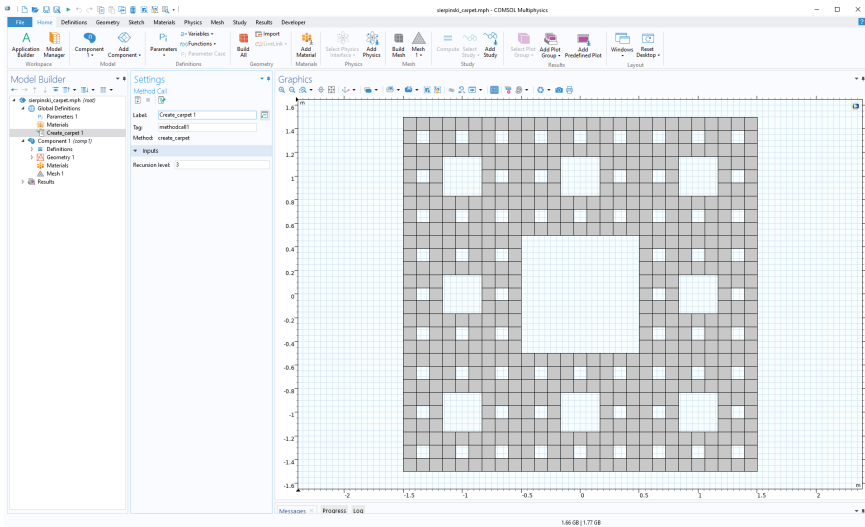 sierpinski_carpet.mph - COMSOL Multiphysics
File Home Definitions Geometry Sketch Materials Physics Mesh Study Results Developer
Application Builder
Model Manager
Workspace
Component 1
Add Component
Model
Parameters
Pi
a= Variables
f(x) Functions
Pi Parameter Case
Definitions
Build All
Import
LiveLink
Geometry
Add Material
Materials
Select Physics Interface
Add Physics
Physics
Build Mesh
Mesh 1
Mesh
Compute
Select Study
Add Study
Study
Select Plot Group
Add Plot Group
Add Predefined Plot
Results
Windows
Reset Desktop
Layout
Model Builder
sierpinski_carpet.mph (root)
Global Definitions
Pi Parameters 1
Materials
Create_carpet 1
Component 1 (comp1)
Definitions
Geometry 1
Materials
Mesh 1
Results
Settings
Method Call
Label: Create_carpet 1
Tag: methodcall1
Method: create_carpet
Inputs
Recursion level: 3
Graphics
m
1.6
1.4
1.2
1
0.8
0.6
0.4
0.2
0
-0.2
-0.4
-0.6
-0.8
-1
-1.2
-1.4
-1.6
-2 -1.5 -1 -0.5 0 0.5 1 1.5 2
m
Messages Progress Log
1.66 GB | 1.77 GB